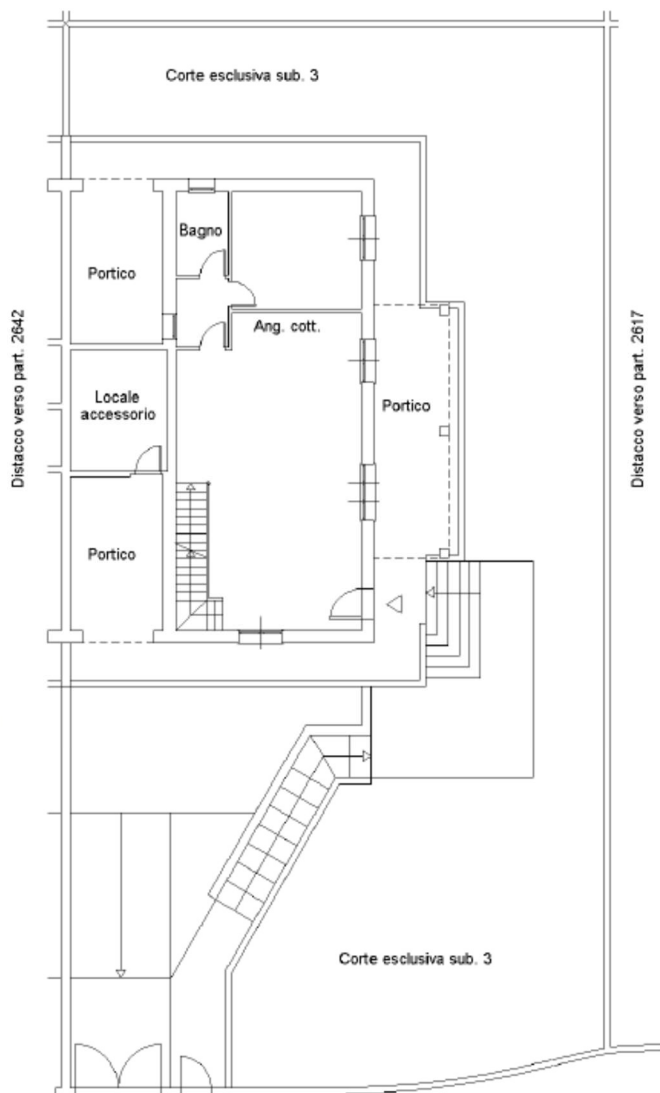 Corte esclusiva sub. 3
Bagno
Portico
Ang. cott.
Distacco verso part. 2642
Distacco verso part. 2617
Locale
accessorio
Portico
Portico
Corte esclusiva sub. 3